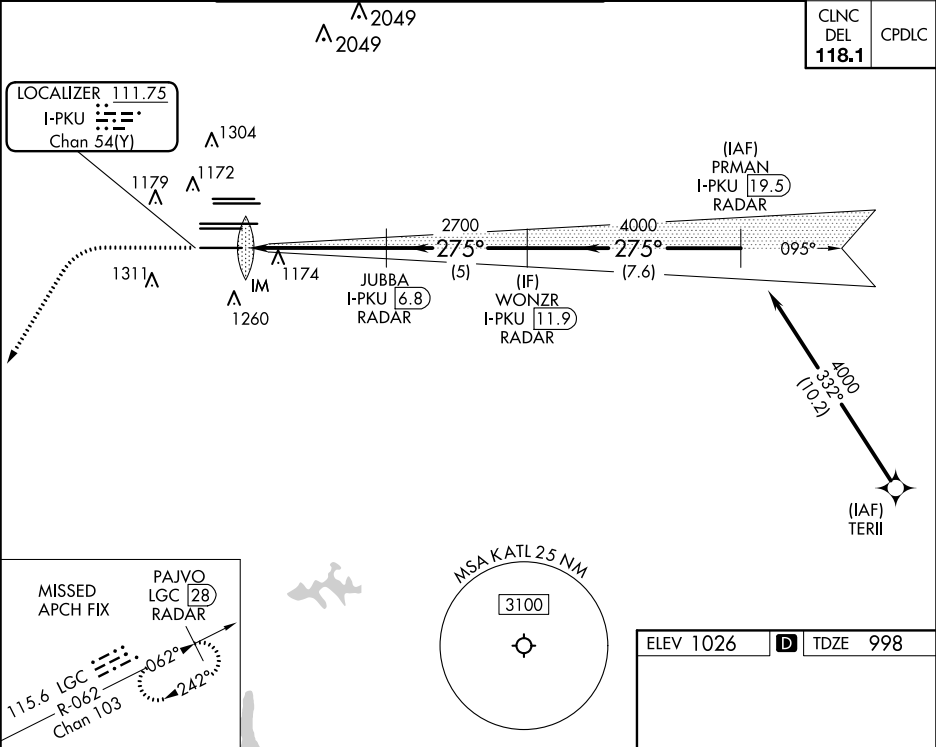 2049
2049
CLNC
DEL
118.1
CPDLC
LOCALIZER 111.75
I-PKU
Chan 54(Y)
1304
1179
1172
(IAF)
PRMAN
I-PKU 19.5
RADAR
2700
4000
275°
275°
095°
(5)
(7.6)
1311
IM
1174
1260
JUBBA
I-PKU 6.8
RADAR
(IF)
WONZR
I-PKU 11.9
RADAR
4000
332°
(10.2)
(IAF)
TERII
MISSED
APCH FIX
PAJVO
LGC 28
RADAR
115.6 LGC
R-062
Chan 103
062°
242°
MSA KATL 25 NM
3100
ELEV 1026 D TDZE 998